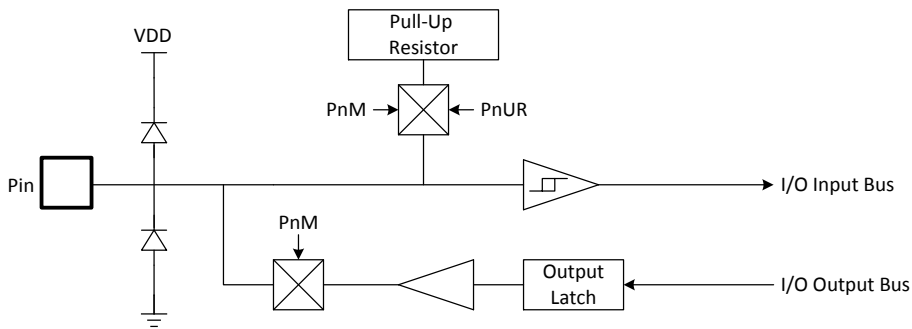 Pull-Up
Resistor
VDD
PnM
PnUR
Pin
I/O Input Bus
PnM
Output
Latch
I/O Output Bus